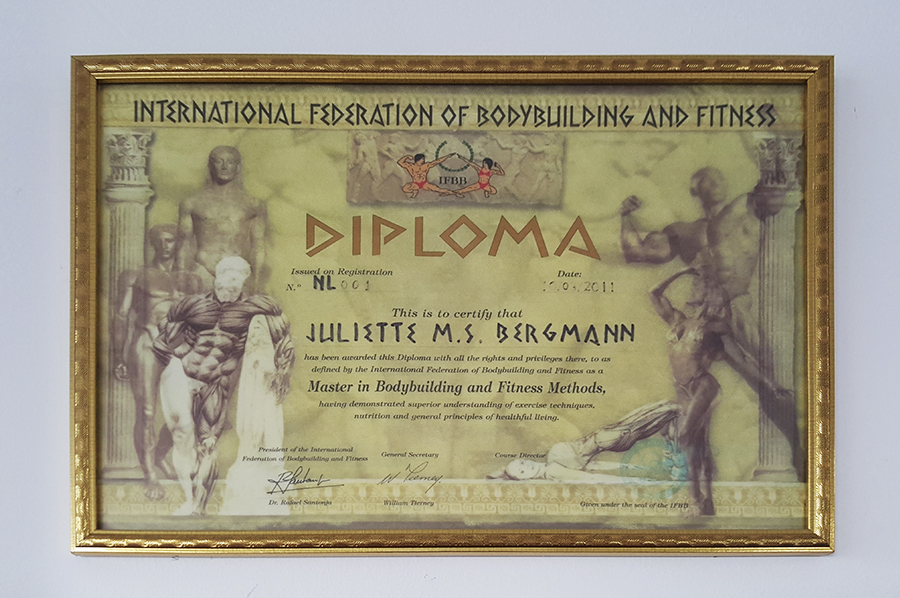 INTERNATIONAL FEDERATION OF BODYBUILDING AND FITNESS
IFBB
DIPLOMA
Issued on Registration
N.º NL 001
Date:
2011
This is to certify that
JULIETTE M.S. BERGMANN
has been awarded this Diploma with all the rights and privileges there, to as
defined by the International Federation of Bodybuilding and Fitness as a
Master in Bodybuilding and Fitness Methods,
having demonstrated superior understanding of exercise techniques,
nutrition and general principles of healthful living.
President of the International
Federation of Bodybuilding and Fitness
General Secretary
Course Director
W Tierney
Dr. Rafael Santonja
William Tierney
Given under the seal of the IFBB